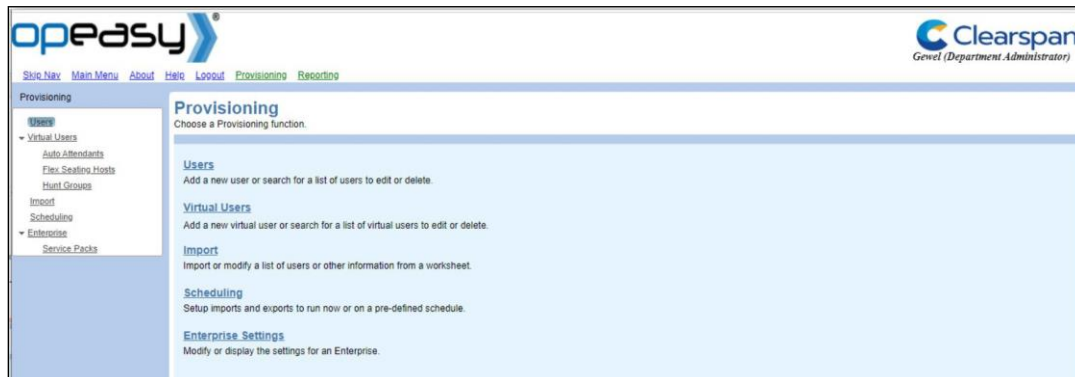 opeasy®
Clearspan
Gewel (Department Administrator)
Skip Nav Main Menu About Help Logout Provisioning Reporting
Provisioning
Users
Virtual Users
Auto Attendants
Flex Seating Hosts
Hunt Groups
Import
Scheduling
Enterprise
Service Packs
Provisioning
Choose a Provisioning function.
Users
Add a new user or search for a list of users to edit or delete.
Virtual Users
Add a new virtual user or search for a list of virtual users to edit or delete.
Import
Import or modify a list of users or other information from a worksheet.
Scheduling
Setup imports and exports to run now or on a pre-defined schedule.
Enterprise Settings
Modify or display the settings for an Enterprise.